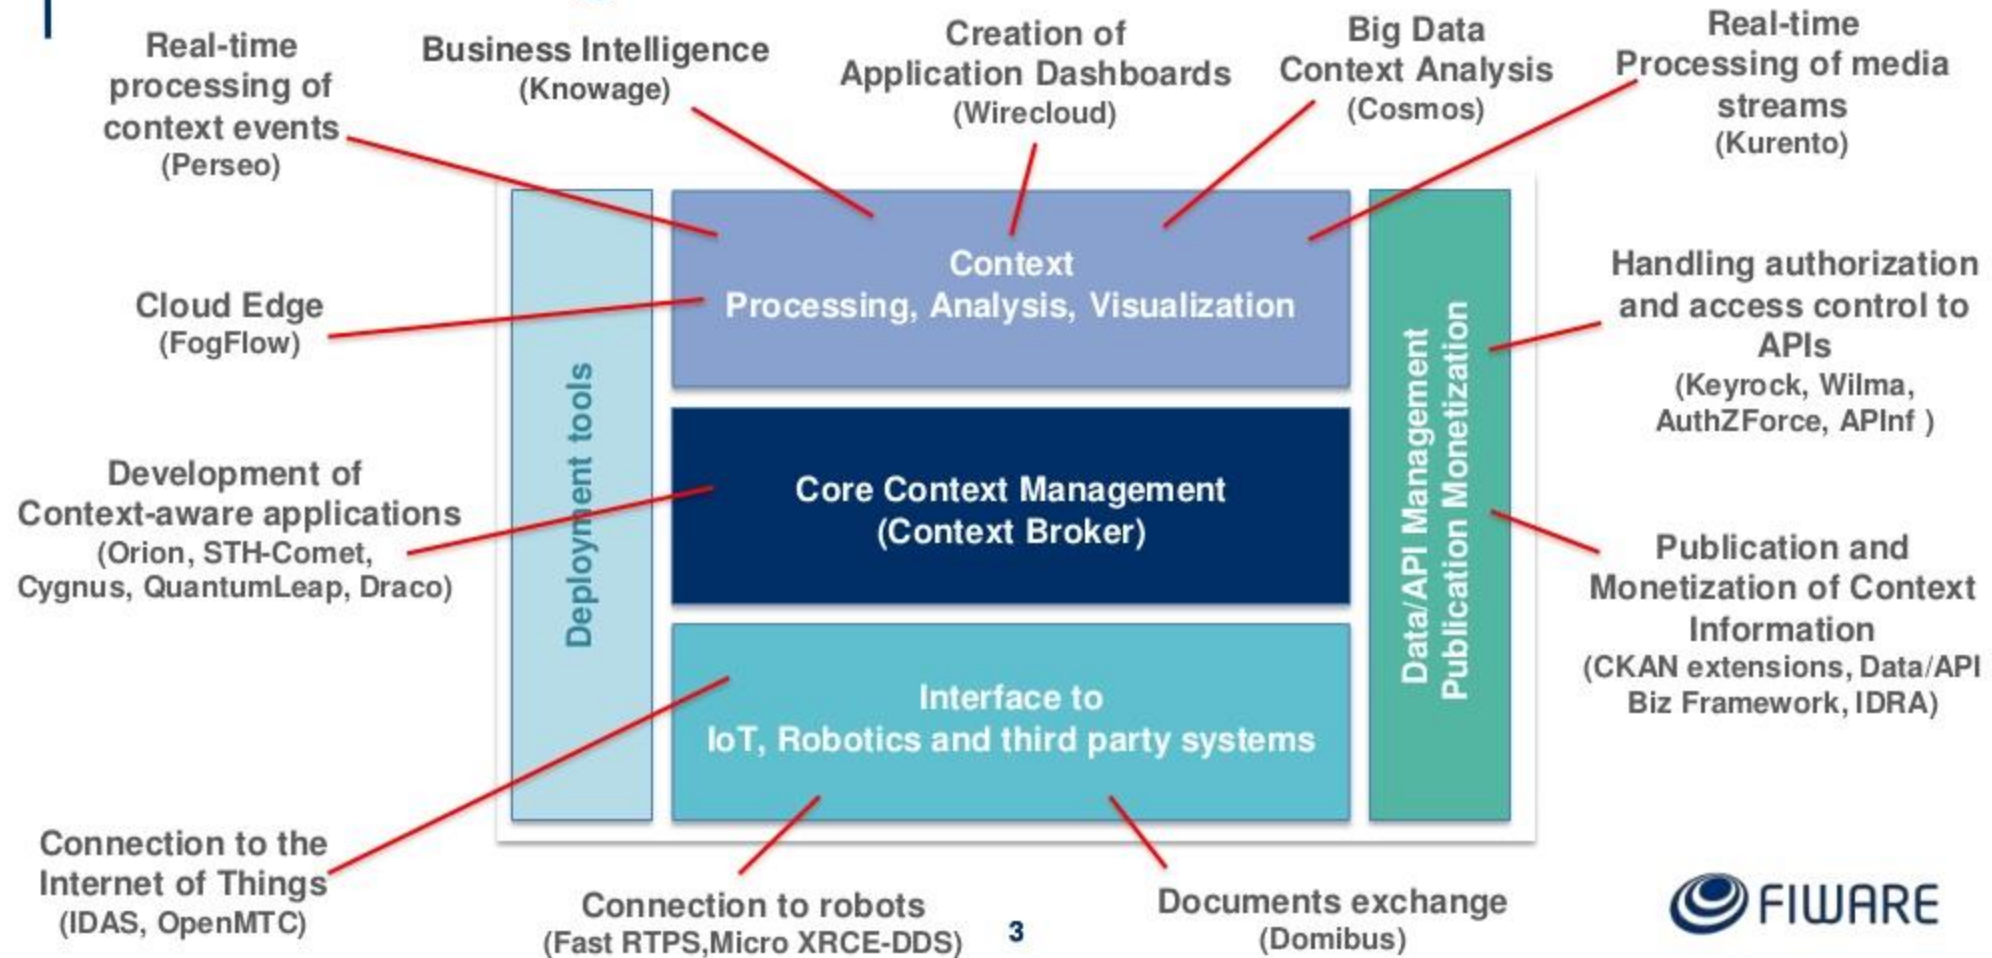 Real-time
processing of
context events
(Perseo)
Business Intelligence
(Knowage)
Creation of
Application Dashboards
(Wirecloud)
Big Data
Context Analysis
(Cosmos)
Real-time
Processing of media
streams
(Kurento)
Cloud Edge
(FogFlow)
Development of
Context-aware applications
(Orion, STH-Comet,
Cygnus, QuantumLeap, Draco)
Connection to the
Internet of Things
(IDAS, OpenMTC)
Deployment tools
Context
Processing, Analysis, Visualization
Core Context Management
(Context Broker)
Interface to
IoT, Robotics and third party systems
Data/API Management
Publication Monetization
Handling authorization
and access control to
APIs
(Keyrock, Wilma,
AuthZForce, APInf )
Publication and
Monetization of Context
Information
(CKAN extensions, Data/API
Biz Framework, IDRA)
Connection to robots
(Fast RTPS,Micro XRCE-DDS)
3
Documents exchange
(Domibus)
FIWARE